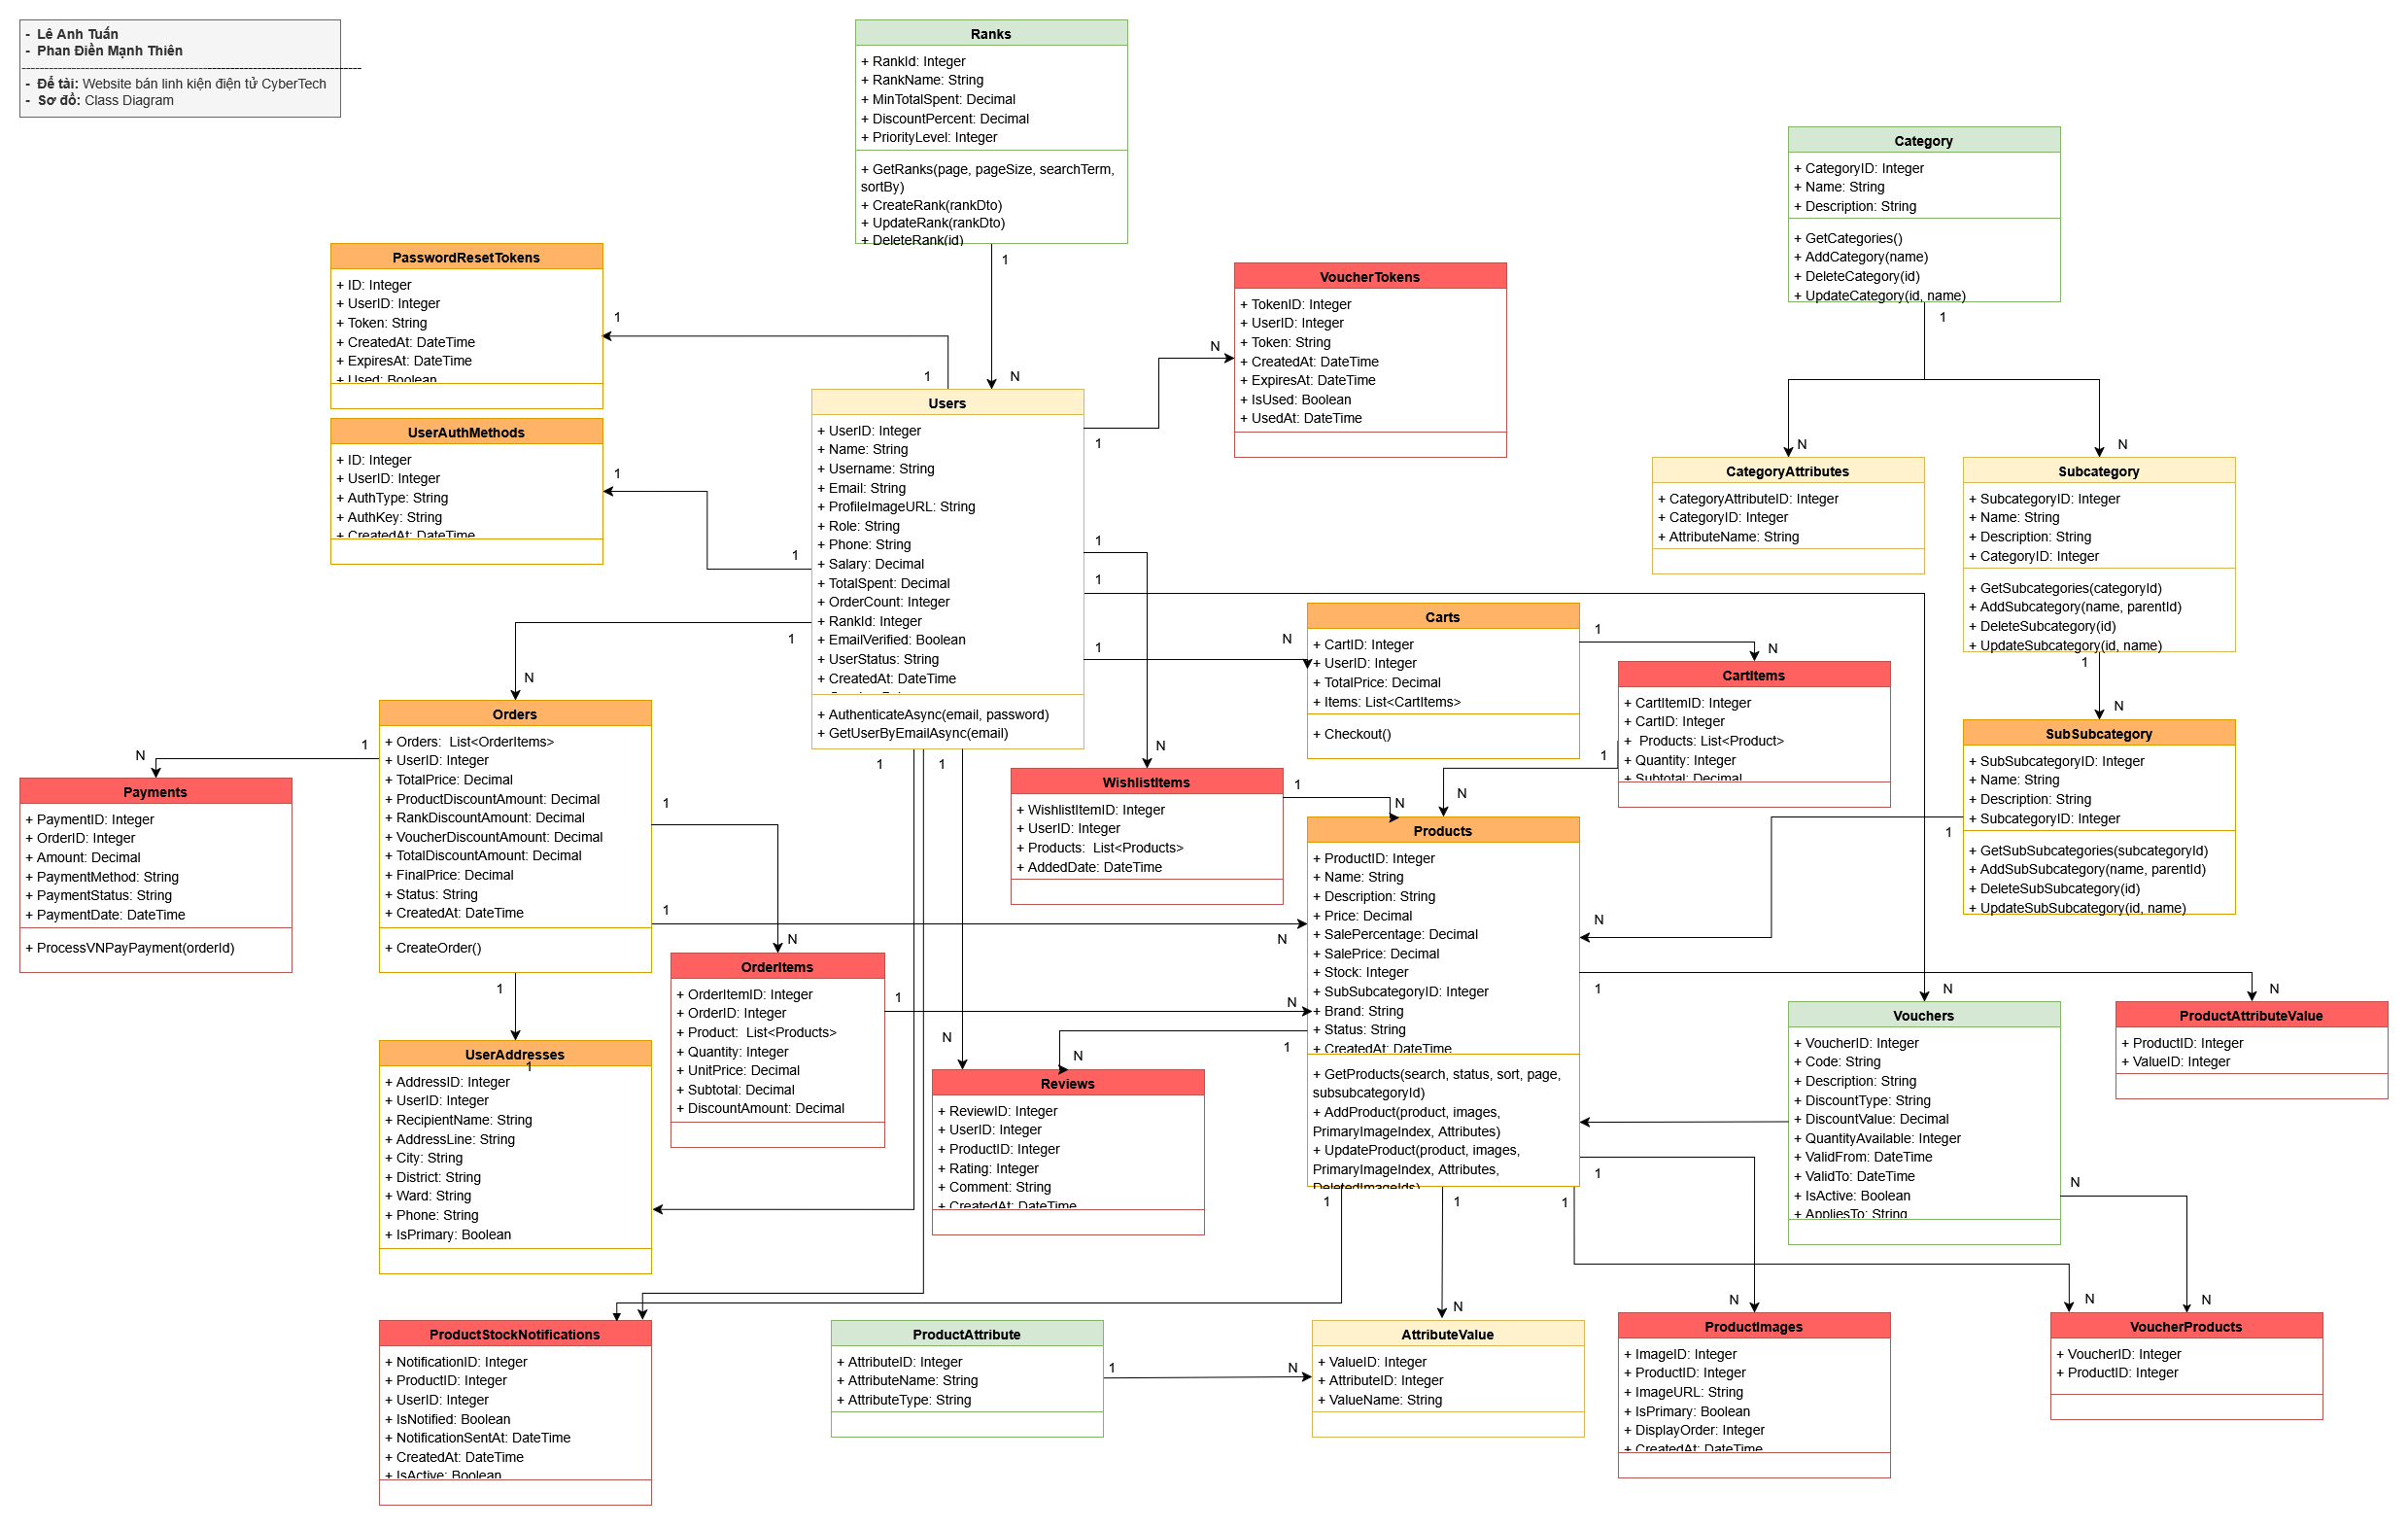 - Lê Anh Tuấn
- Phan Điền Mạnh Thiên
- Đề tài: Website bán linh kiện điện tử CyberTech
- Sơ đồ: Class Diagram
Ranks
+ RankId: Integer
+ RankName: String
+ MinTotalSpent: Decimal
+ DiscountPercent: Decimal
+ PriorityLevel: Integer
+ GetRanks(page, pageSize, searchTerm,
sortBy)
+ CreateRank(rankDto)
+ UpdateRank(rankDto)
+ DeleteRank(id)
1
N
Category
+ CategoryID: Integer
+ Name: String
+ Description: String
+ GetCategories()
+ AddCategory(name)
+ DeleteCategory(id)
+ UpdateCategory(id, name)
1
N
N
PasswordResetTokens
+ ID: Integer
+ UserID: Integer
+ Token: String
+ CreatedAt: DateTime
+ ExpiresAt: DateTime
+ Used: Boolean
1
1
VoucherTokens
+ TokenID: Integer
+ UserID: Integer
+ Token: String
+ CreatedAt: DateTime
+ ExpiresAt: DateTime
+ IsUsed: Boolean
+ UsedAt: DateTime
N
1
UserAuthMethods
+ ID: Integer
+ UserID: Integer
+ AuthType: String
+ AuthKey: String
+ CreatedAt: DateTime
1
1
Users
+ UserID: Integer
+ Name: String
+ Username: String
+ Email: String
+ ProfileImageURL: String
+ Role: String
+ Phone: String
+ Salary: Decimal
+ TotalSpent: Decimal
+ OrderCount: Integer
+ RankId: Integer
+ EmailVerified: Boolean
+ UserStatus: String
+ CreatedAt: DateTime
+ AuthenticateAsync(email, password)
+ GetUserByEmailAsync(email)
1
1
1
1
1
1
CategoryAttributes
+ CategoryAttributeID: Integer
+ CategoryID: Integer
+ AttributeName: String
Subcategory
+ SubcategoryID: Integer
+ Name: String
+ Description: String
+ CategoryID: Integer
+ GetSubcategories(categoryId)
+ AddSubcategory(name, parentId)
+ DeleteSubcategory(id)
+ UpdateSubcategory(id, name)
1
N
Carts
+ CartID: Integer
+ UserID: Integer
+ TotalPrice: Decimal
+ Items: List<CartItems>
+ Checkout()
N
1
N
CartItems
+ CartItemID: Integer
+ CartID: Integer
+ Products: List<Product>
+ Quantity: Integer
+ Subtotal: Decimal
1
N
SubSubcategory
+ SubSubcategoryID: Integer
+ Name: String
+ Description: String
+ SubcategoryID: Integer
+ GetSubSubcategories(subcategoryId)
+ AddSubSubcategory(name, parentId)
+ DeleteSubSubcategory(id)
+ UpdateSubSubcategory(id, name)
1
N
Orders
+ Orders: List<OrderItems>
+ UserID: Integer
+ TotalPrice: Decimal
+ ProductDiscountAmount: Decimal
+ RankDiscountAmount: Decimal
+ VoucherDiscountAmount: Decimal
+ TotalDiscountAmount: Decimal
+ FinalPrice: Decimal
+ Status: String
+ CreatedAt: DateTime
+ CreateOrder()
N
1
1
1
1
Payments
+ PaymentID: Integer
+ OrderID: Integer
+ Amount: Decimal
+ PaymentMethod: String
+ PaymentStatus: String
+ PaymentDate: DateTime
+ ProcessVNPayPayment(orderId)
N
WishlistItems
+ WishlistItemID: Integer
+ UserID: Integer
+ Products: List<Products>
+ AddedDate: DateTime
N
1
N
Products
+ ProductID: Integer
+ Name: String
+ Description: String
+ Price: Decimal
+ SalePercentage: Decimal
+ SalePrice: Decimal
+ Stock: Integer
+ SubSubcategoryID: Integer
+ Brand: String
+ Status: String
+ CreatedAt: DateTime
+ GetProducts(search, status, sort, page,
subsubcategoryId)
+ AddProduct(product, images,
PrimaryImageIndex, Attributes)
+ UpdateProduct(product, images,
PrimaryImageIndex, Attributes,
DeletedImageIds)
N
N
1
1
1
1
1
1
OrderItems
+ OrderItemID: Integer
+ OrderID: Integer
+ Product: List<Products>
+ Quantity: Integer
+ UnitPrice: Decimal
+ Subtotal: Decimal
+ DiscountAmount: Decimal
N
1
UserAddresses
1
+ AddressID: Integer
+ UserID: Integer
+ RecipientName: String
+ AddressLine: String
+ City: String
+ District: String
+ Ward: String
+ Phone: String
+ IsPrimary: Boolean
Reviews
+ ReviewID: Integer
+ UserID: Integer
+ ProductID: Integer
+ Rating: Integer
+ Comment: String
+ CreatedAt: DateTime
N
N
Vouchers
+ VoucherID: Integer
+ Code: String
+ Description: String
+ DiscountType: String
+ DiscountValue: Decimal
+ QuantityAvailable: Integer
+ ValidFrom: DateTime
+ ValidTo: DateTime
+ IsActive: Boolean
+ AppliesTo: String
N
N
ProductAttributeValue
+ ProductID: Integer
+ ValueID: Integer
N
ProductStockNotifications
+ NotificationID: Integer
+ ProductID: Integer
+ UserID: Integer
+ IsNotified: Boolean
+ NotificationSentAt: DateTime
+ CreatedAt: DateTime
+ IsActive: Boolean
ProductAttribute
+ AttributeID: Integer
+ AttributeName: String
+ AttributeType: String
1
N
AttributeValue
+ ValueID: Integer
+ AttributeID: Integer
+ ValueName: String
N
ProductImages
+ ImageID: Integer
+ ProductID: Integer
+ ImageURL: String
+ IsPrimary: Boolean
+ DisplayOrder: Integer
+ CreatedAt: DateTime
N
VoucherProducts
+ VoucherID: Integer
+ ProductID: Integer
N
N